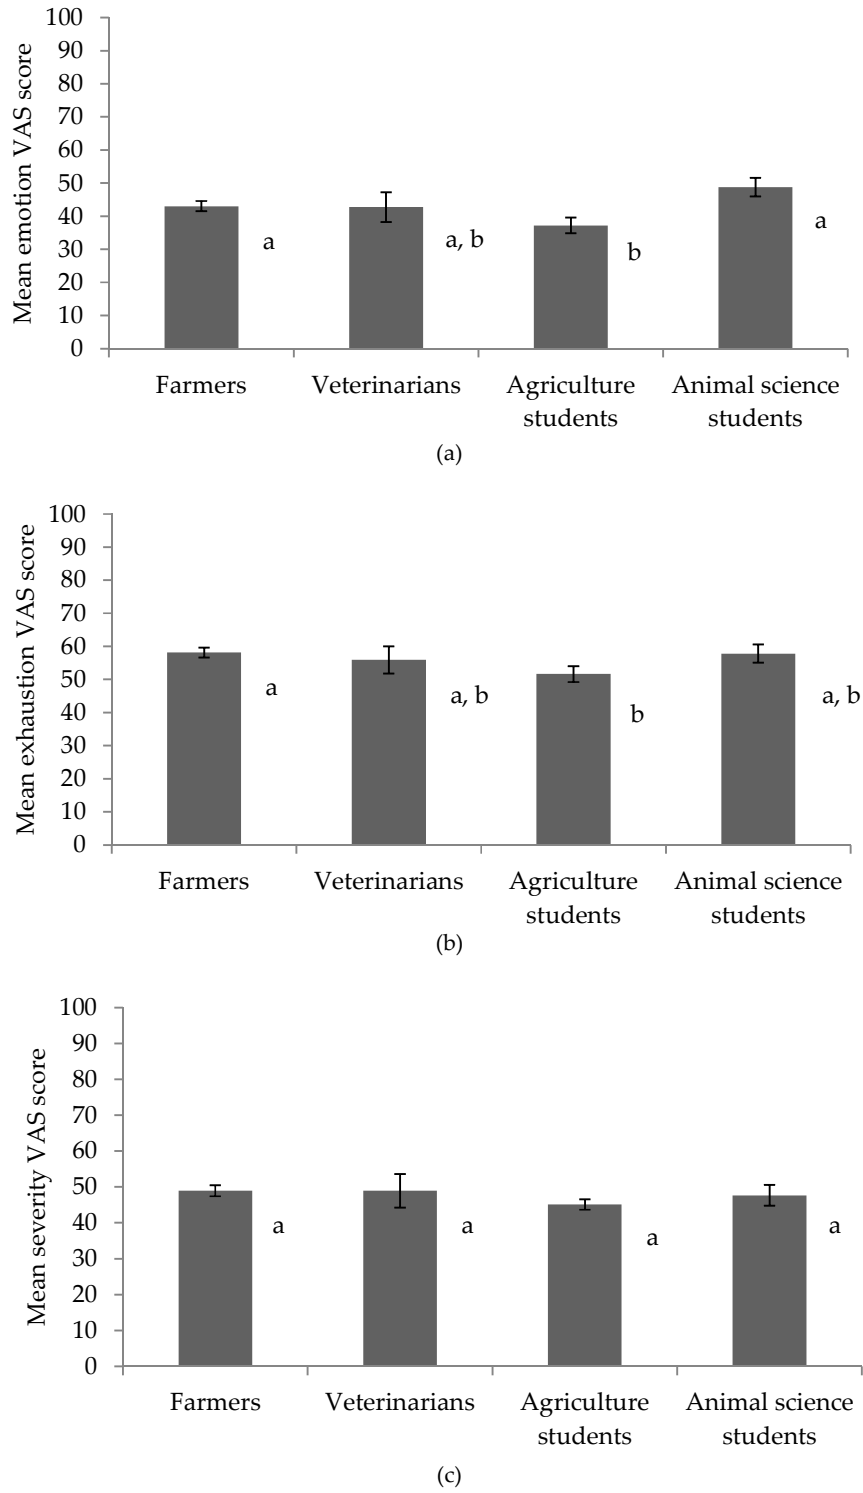 Mean emotion VAS score
100
90
80
70
60
50
40
30
20
10
0
a
a, b
b
a
Farmers
Veterinarians
Agriculture
students
Animal science
students
(a)
Mean exhaustion VAS score
100
90
80
70
60
50
40
30
20
10
0
a
a, b
b
a, b
Farmers
Veterinarians
Agriculture
students
Animal science
students
(b)
Mean severity VAS score
100
90
80
70
60
50
40
30
20
10
0
a
a
a
a
Farmers
Veterinarians
Agriculture
students
Animal science
students
(c)